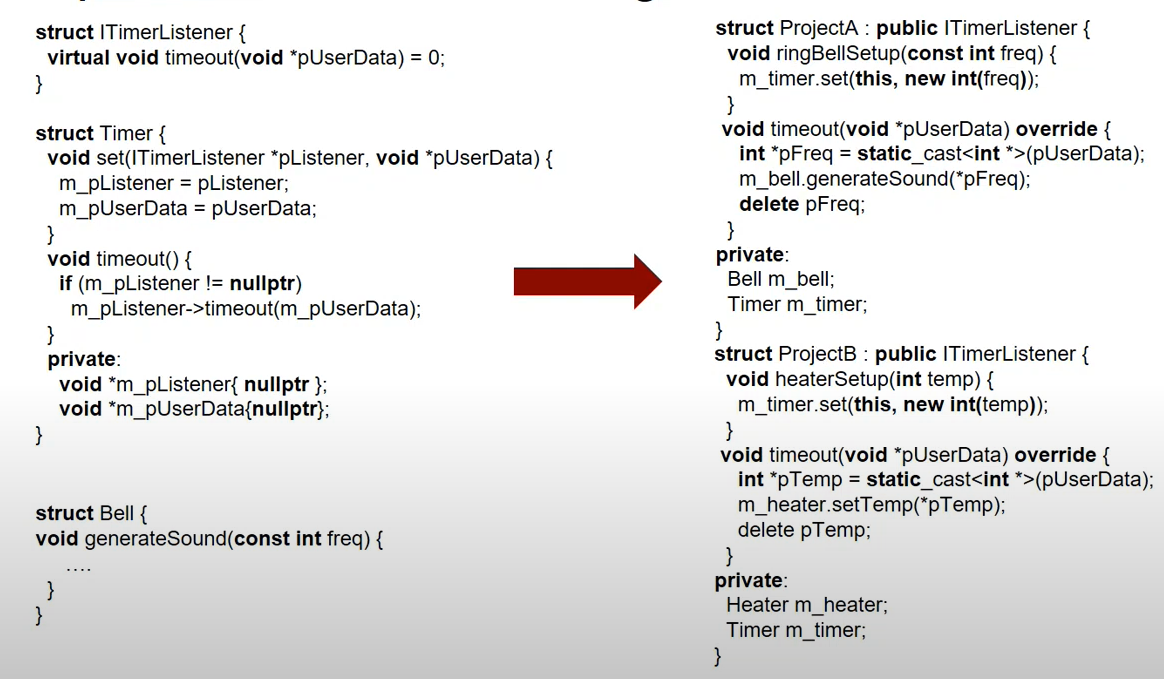 struct ITimerListener {
virtual void timeout(void *pUserData) = 0;
}
struct Timer {
void set(ITimerListener *pListener, void *pUserData) {
m_pListener = pListener;
m_pUserData = pUserData;
}
void timeout() {
if (m_pListener != nullptr)
m_pListener->timeout(m_pUserData);
}
private:
void *m_pListener{ nullptr };
void *m_pUserData{nullptr};
}
struct Bell {
void generateSound(const int freq) {
....
}
}
struct ProjectA : public ITimerListener {
void ringBellSetup(const int freq) {
m_timer.set(this, new int(freq));
}
void timeout(void *pUserData) override {
int *pFreq = static_cast<int *>(pUserData);
m_bell.generateSound(*pFreq);
delete pFreq;
}
private:
Bell m_bell;
Timer m_timer;
}
struct ProjectB : public ITimerListener {
void heaterSetup(int temp) {
m_timer.set(this, new int(temp));
}
void timeout(void *pUserData) override {
int *pTemp = static_cast<int *>(pUserData);
m_heater.setTemp(*pTemp);
delete pTemp;
}
private:
Heater m_heater;
Timer m_timer;
}